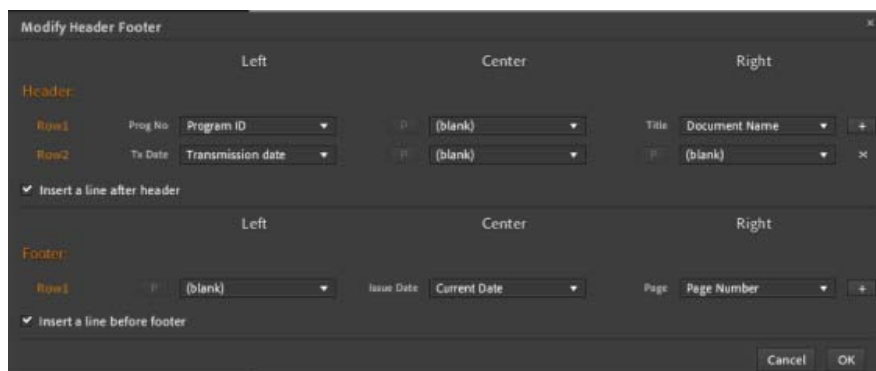 Modify Header Footer ×
Left Center Right
Header:
Row1 Prog No Program ID P (blank) Title Document Name +
Row2 Tx Date Transmission date P (blank) P (blank) ×
Insert a line after header
Left Center Right
Footer:
Row1 P (blank) Issue Date Current Date Page Page Number +
Insert a line before footer
Cancel OK